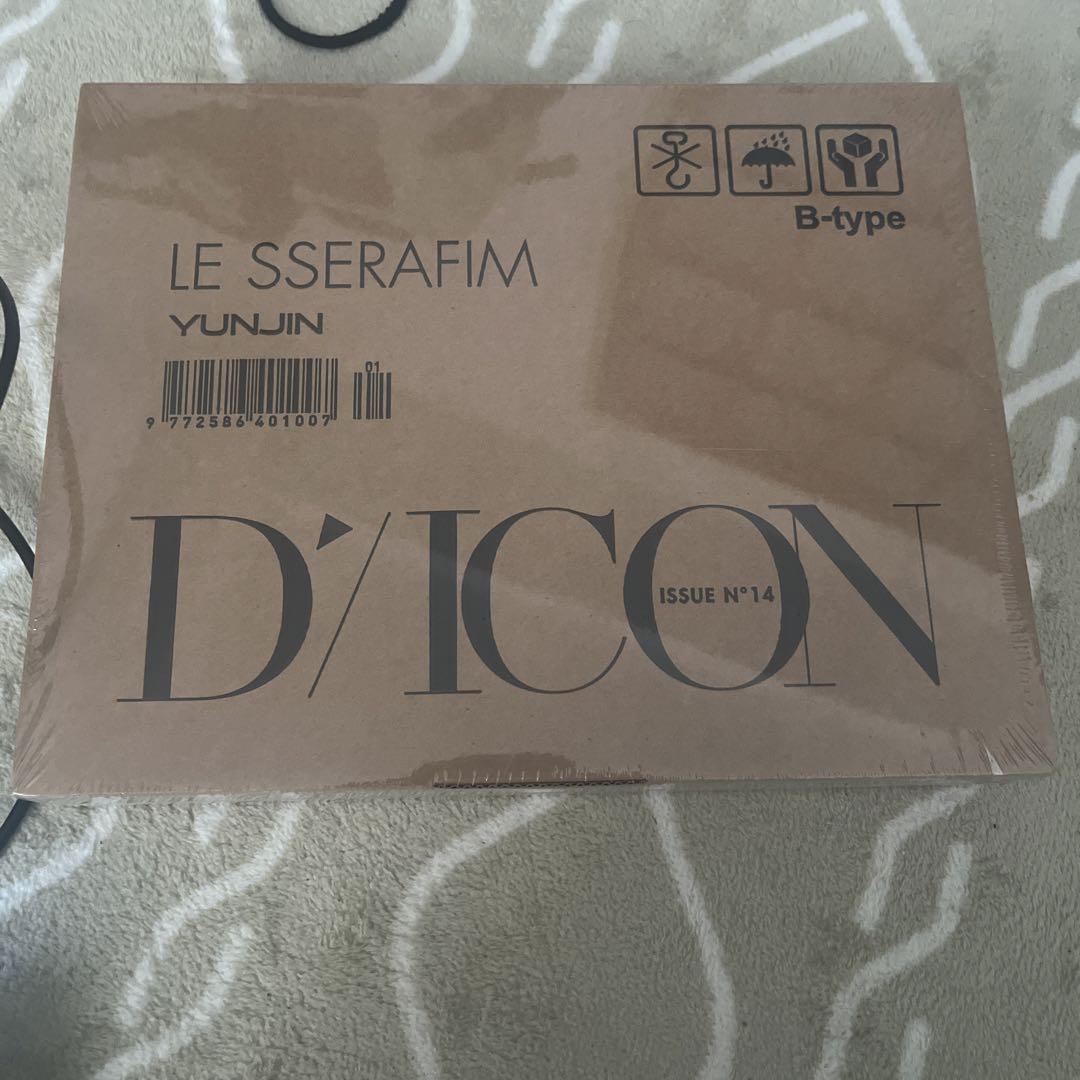 B-type
LE SSERAFIM
YUNJIN
01
9 772586 401007
D'/ICON
ISSUE N°14